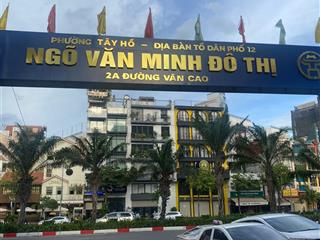 PHƯỜNG TÂY HỒ – ĐỊA BÀN TỔ DÂN PHỐ 12
NGÕ VĂN MINH ĐÔ THỊ
2A ĐƯỜNG VĂN CAO